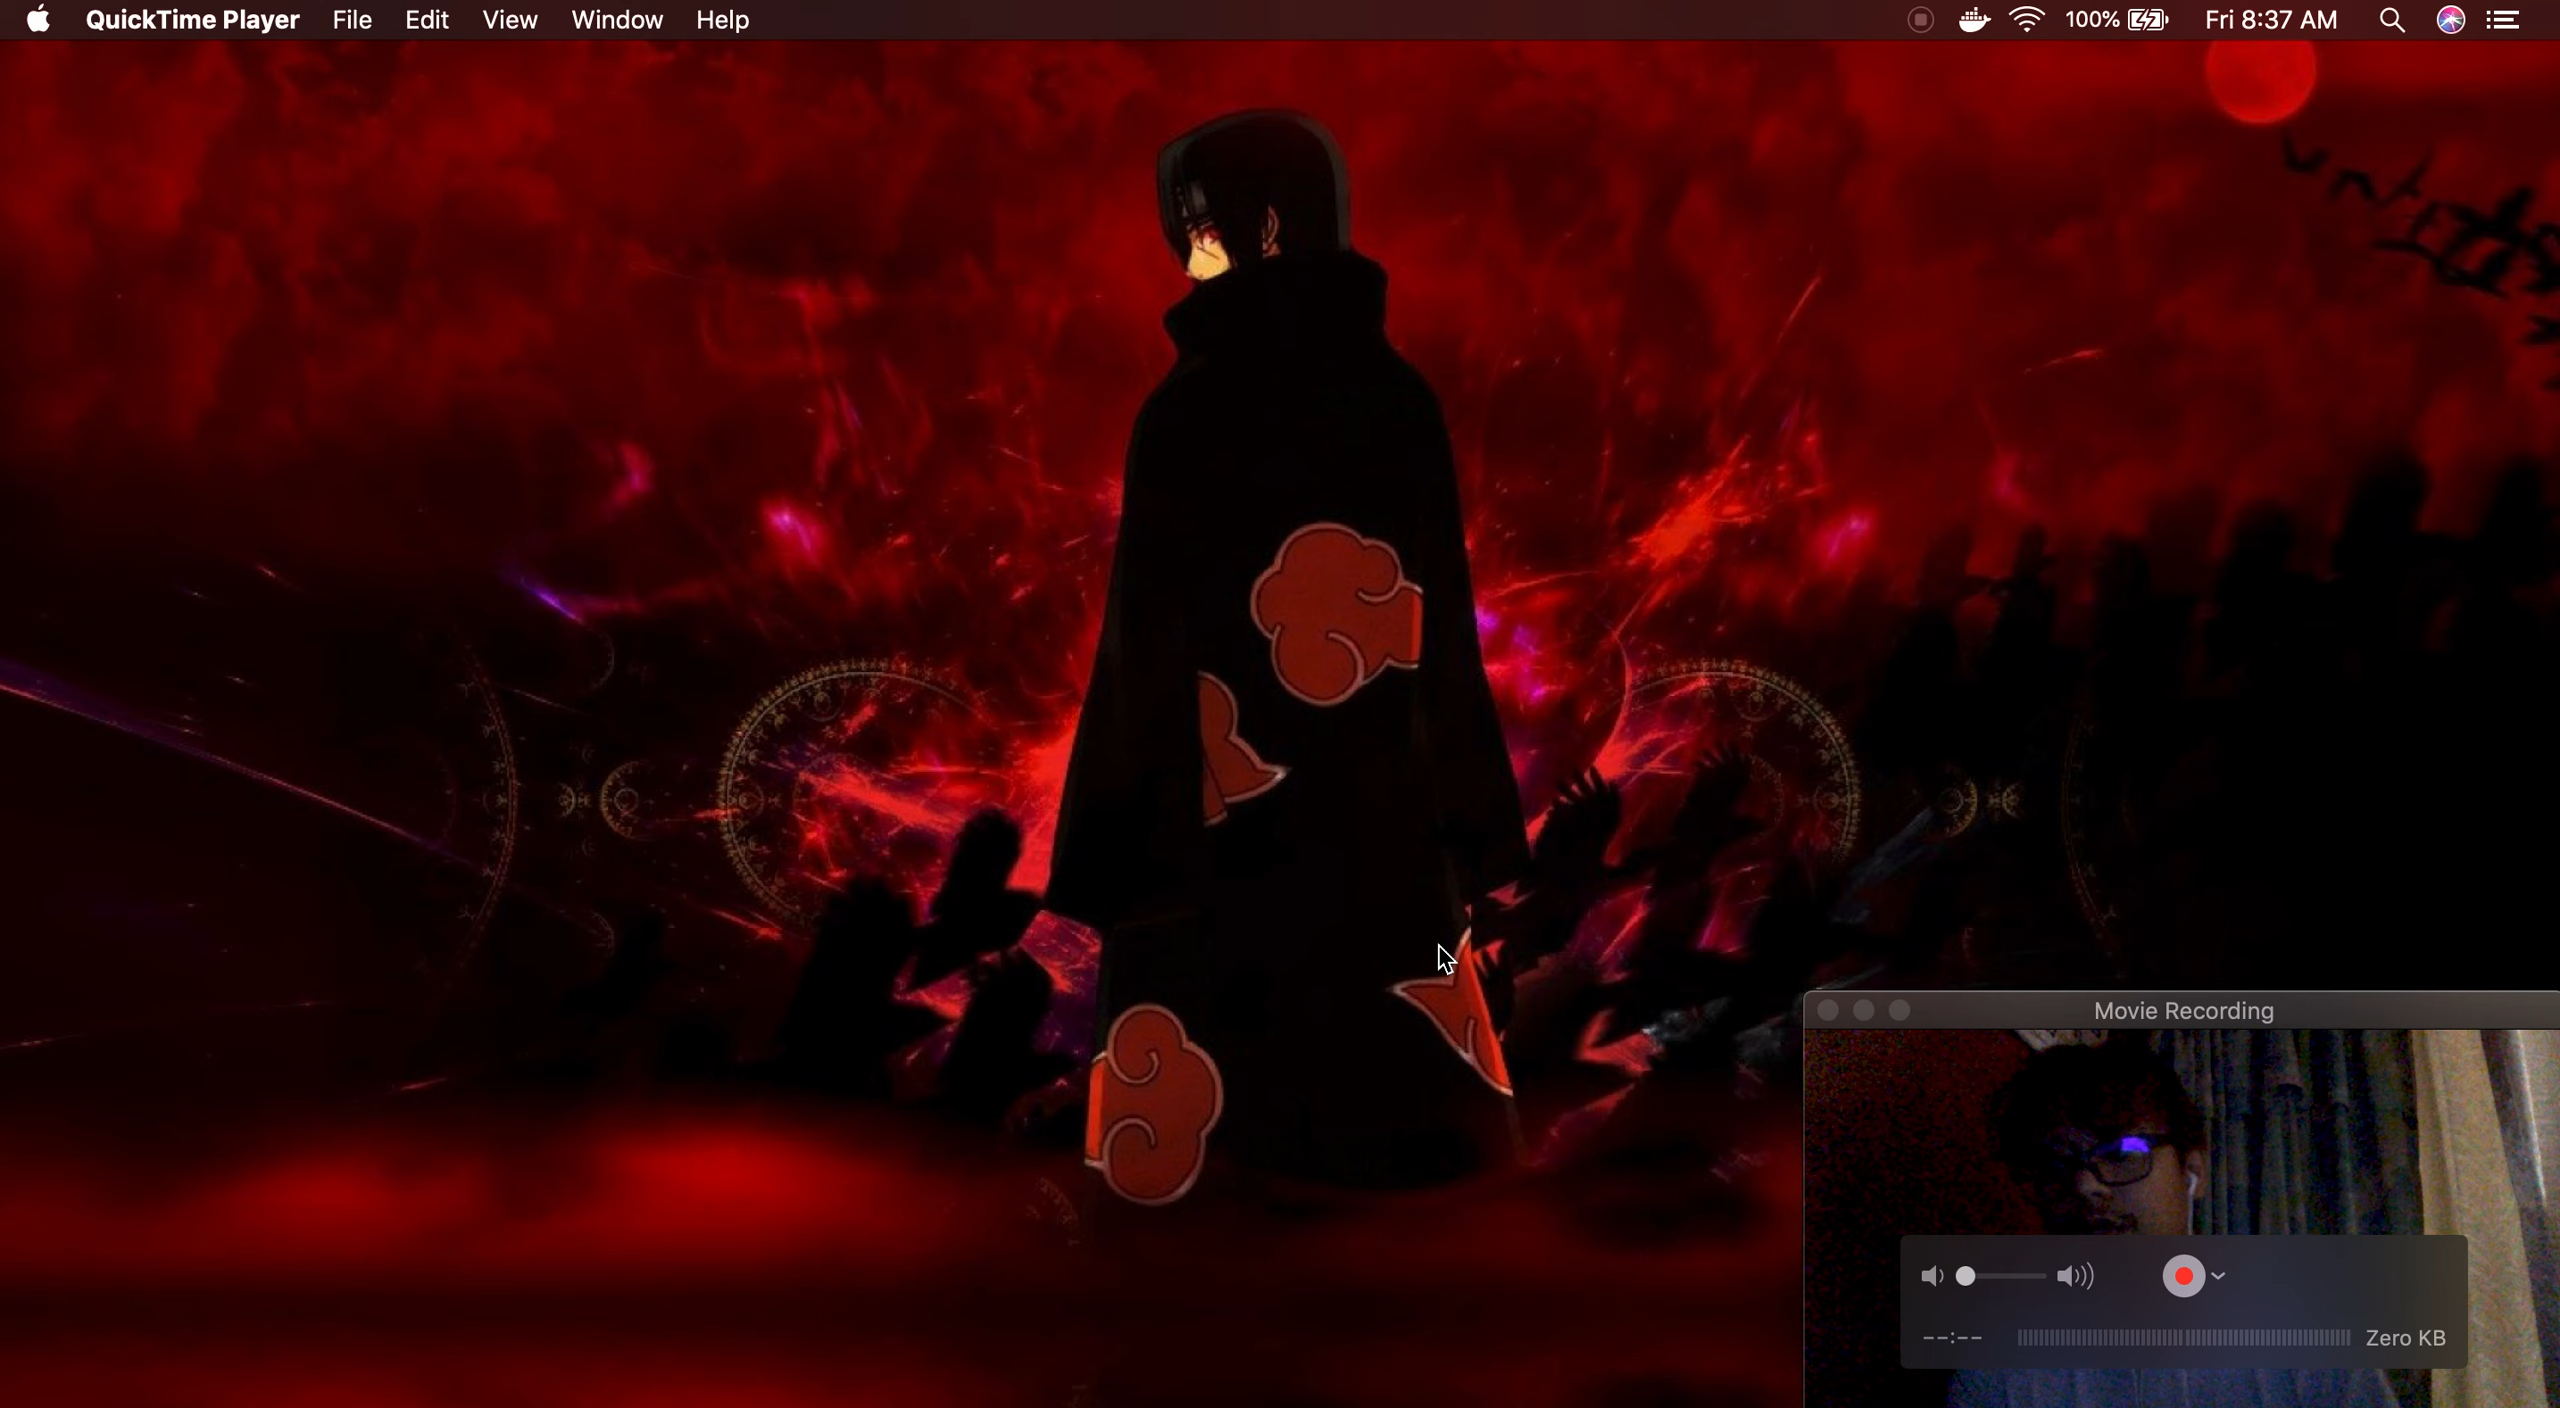 QuickTime Player File Edit View Window Help 100% Fri 8:37 AM
Movie Recording
--:-- Zero KB